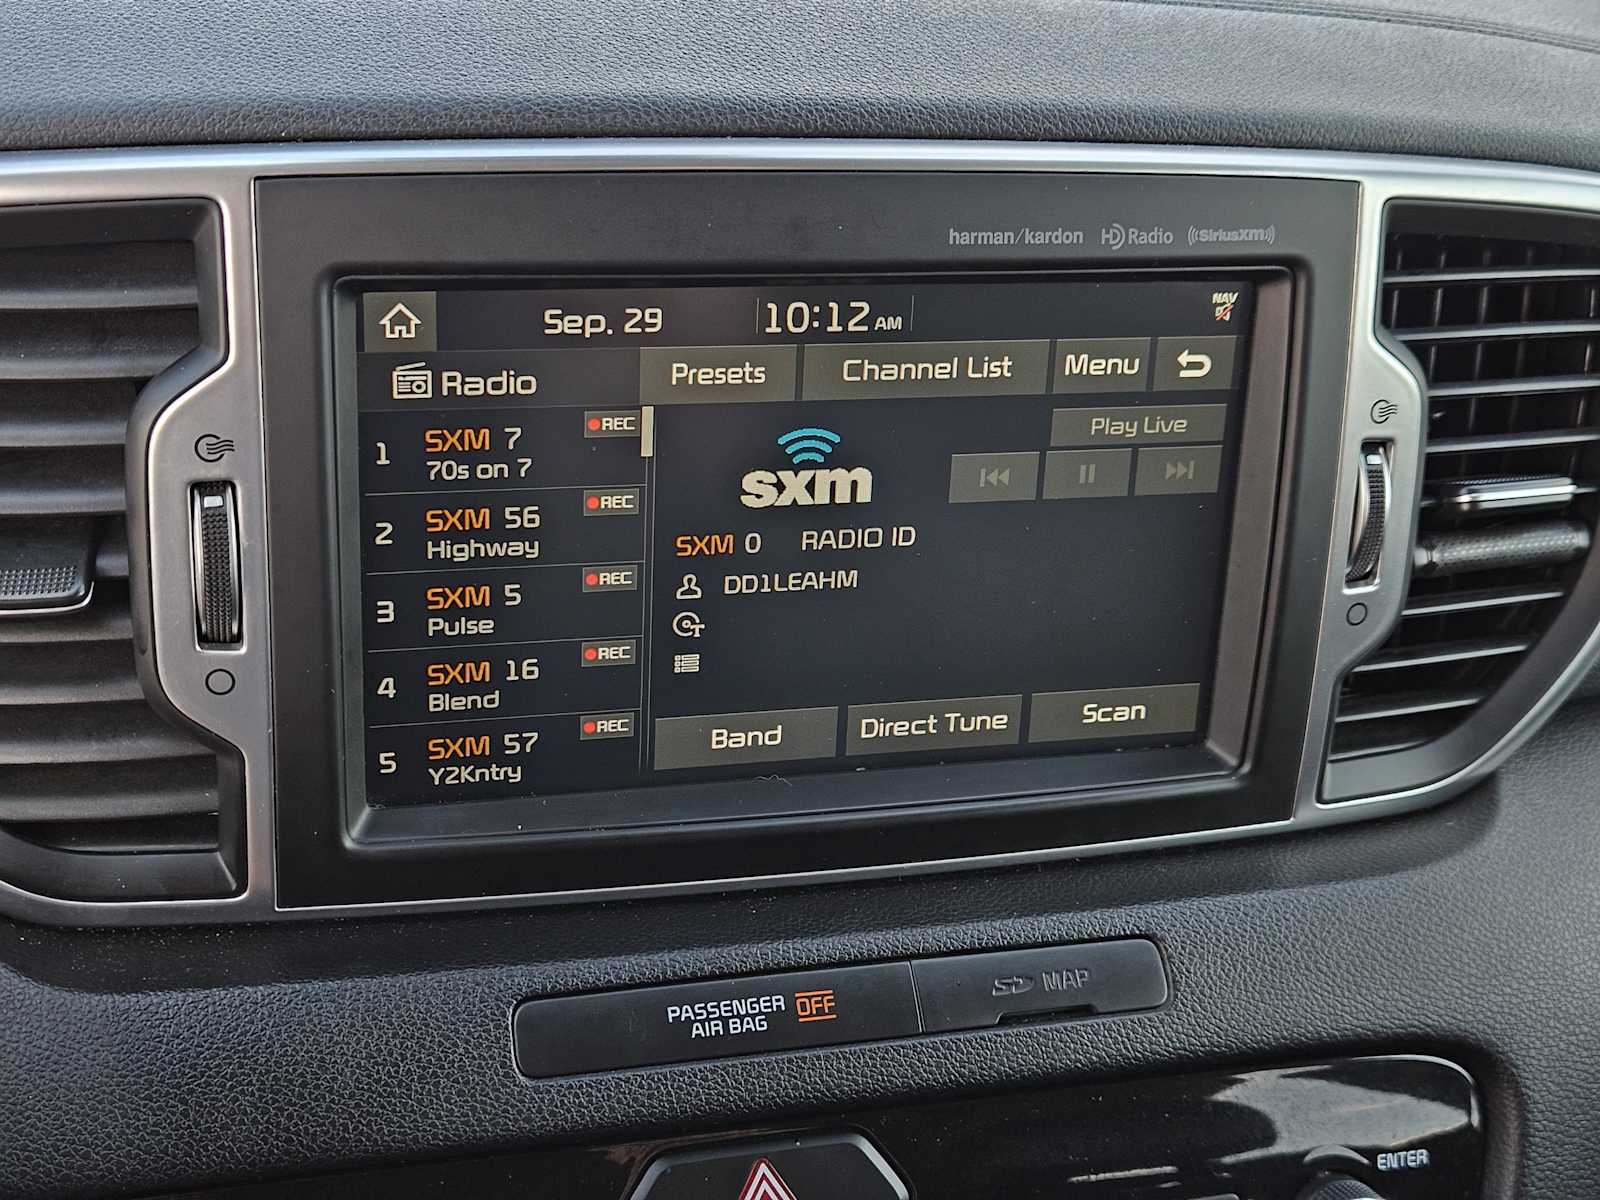 harman/kardon HD Radio SiriusXM
Sep. 29 10:12 AM NAV
Radio Presets Channel List Menu
1 SXM 7 REC
70s on 7
2 SXM 56 REC
Highway
3 SXM 5 REC
Pulse
4 SXM 16 REC
Blend
5 SXM 57 REC
Y2Kntry
Play Live
sxm
SXM 0 RADIO ID
DD1LEAHM
Band Direct Tune Scan
PASSENGER OFF
AIR BAG
SD MAP
ENTER